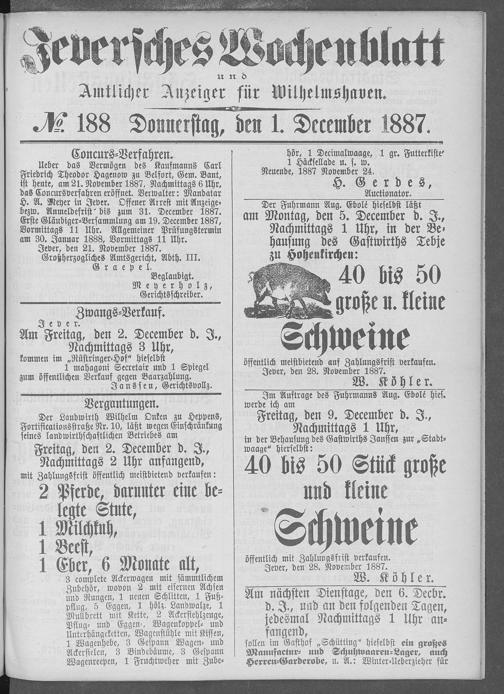 Jeversches Wochenblatt
und
Amtlicher Anzeiger für Wilhelmshaven.
№ 188 Donnerstag, den 1. December 1887.
Concurs-Verfahren.
Ueber das Vermögen des Kaufmanns Carl
Friedrich Theodor Hagenow zu Belfort, Gem. Bant,
ist heute, am 21. November 1887, Nachmittags 6 Uhr,
das Concursverfahren eröffnet. Verwalter: Mandatar
H. A. Meyer in Jever. Offener Arrest mit Anzeige-
bezw. Anmeldefrist bis zum 31. December 1887.
Erste Gläubiger-Versammlung am 19. December 1887,
Vormittags 11 Uhr. Allgemeiner Prüfungstermin
am 30. Januar 1888, Vormittags 11 Uhr.
Jever, den 21. November 1887.
Großherzogliches Amtsgericht, Abth. III.
Graepel.
Beglaubigt.
Meyerholz,
Gerichtsschreiber.
Zwangs-Verkauf.
Jever.
Am Freitag, den 2. December d. J.,
Nachmittags 3 Uhr,
kommen im „Rüstringer-Hof“ hieselbst
1 mahagoni Secretair und 1 Spiegel
zum öffentlichen Verkauf gegen Baarzahlung.
Janssen, Gerichtsvollz.
Vergantungen.
Der Landwirth Wilhelm Onken zu Heppens,
Fortificationsstraße Nr. 10, läßt wegen Einschränkung
seines landwirthschaftlichen Betriebes am
Freitag, den 2. December d. J.,
Nachmittags 2 Uhr anfangend,
mit Zahlungsfrist öffentlich meistbietend verkaufen:
2 Pferde, darunter eine be-
legte Stute,
1 Milchkuh,
1 Beest,
1 Eber, 6 Monate alt,
3 complete Ackerwagen mit sämmtlichem
Zubehör, wovon 2 mit eisernen Achsen
und Rungen, 1 neuen Schlitten, 1 Fuß-
pflug, 5 Eggen, 1 hölz. Landwalze, 1
Mullbrett mit Kette, 2 Ackerstehlzenge,
Pflug- und Eggen-, Wagenkoppel- und
Unterhängeketten, Wagenstühle mit Kissen,
1 Wagenhebe, 3 Gespann Wagen- und
Ackersielen, 3 Bindebäume, 3 Gespann
Wagenreepen, 1 Fruchtweher mit Zube-
hör, 1 Decimalwaage, 1 gr. Futterkiste
1 Häcksellade u. s. w.
Neuende, 1887 November 24.
H. Gerdes,
Auctionator.
Der Fuhrmann Aug. Ebols hieselbst läßt
am Montag, den 5. December d. J.,
Nachmittags 1 Uhr, in der Be-
hausung des Gastwirths Tebje
zu Hohenkirchen:
40 bis 50
große u. kleine
Schweine
öffentlich meistbietend auf Zahlungsfrist verkaufen.
Jever, den 28. November 1887.
W. Köhler.
Im Auftrage des Fuhrmanns Aug. Ebols hies.
werde ich am
Freitag, den 9. December d. J.,
Nachmittags 1 Uhr,
in der Behausung des Gastwirths Janssen zur „Stadt-
waage“ hierselbst:
40 bis 50 Stück große
und kleine
Schweine
öffentlich mit Zahlungsfrist verkaufen.
Jever, den 28. November 1887.
W. Köhler.
Am nächsten Dienstage, den 6. Decbr.
d. J., und an den folgenden Tagen,
jedesmal Nachmittags 1 Uhr an-
fangend,
sollen im Gasthof „Schütting“ hieselbst ein großes
Manufactur- und Schuhwaaren-Lager, auch
Herren-Garderobe, u. A.: Winter-Ueberzieher für